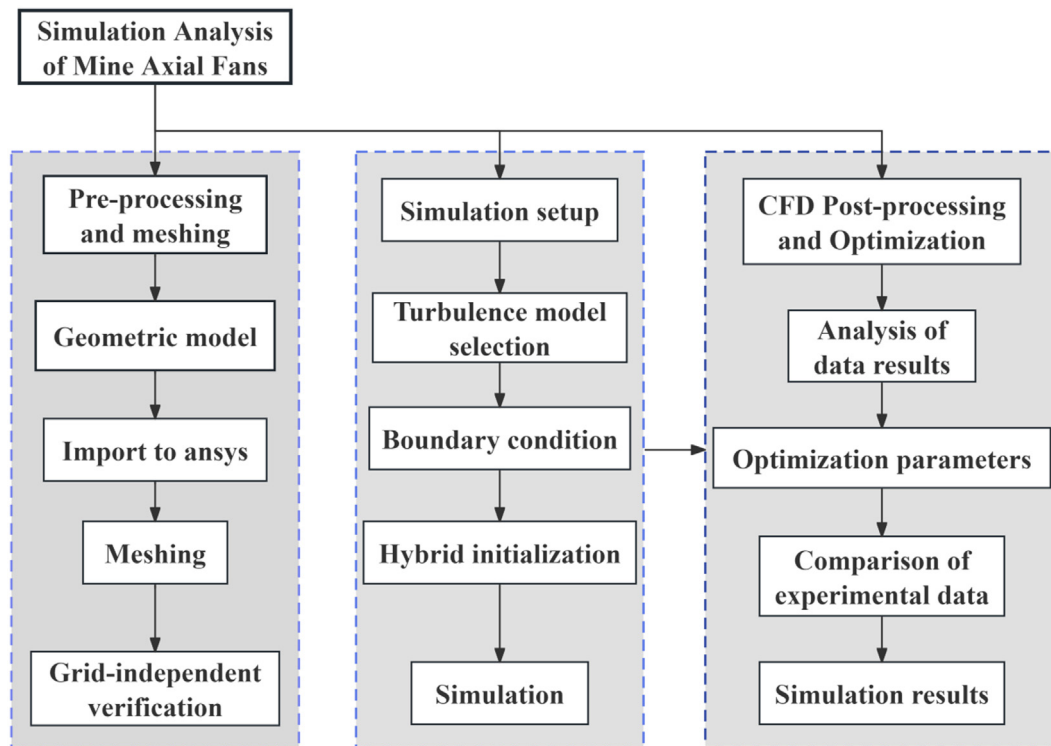 Simulation Analysis
of Mine Axial Fans
Pre-processing
and meshing
Geometric model
Import to ansys
Meshing
Grid-independent
verification
Simulation setup
Turbulence model
selection
Boundary condition
Hybrid initialization
Simulation
CFD Post-processing
and Optimization
Analysis of
data results
Optimization parameters
Comparison of
experimental data
Simulation results